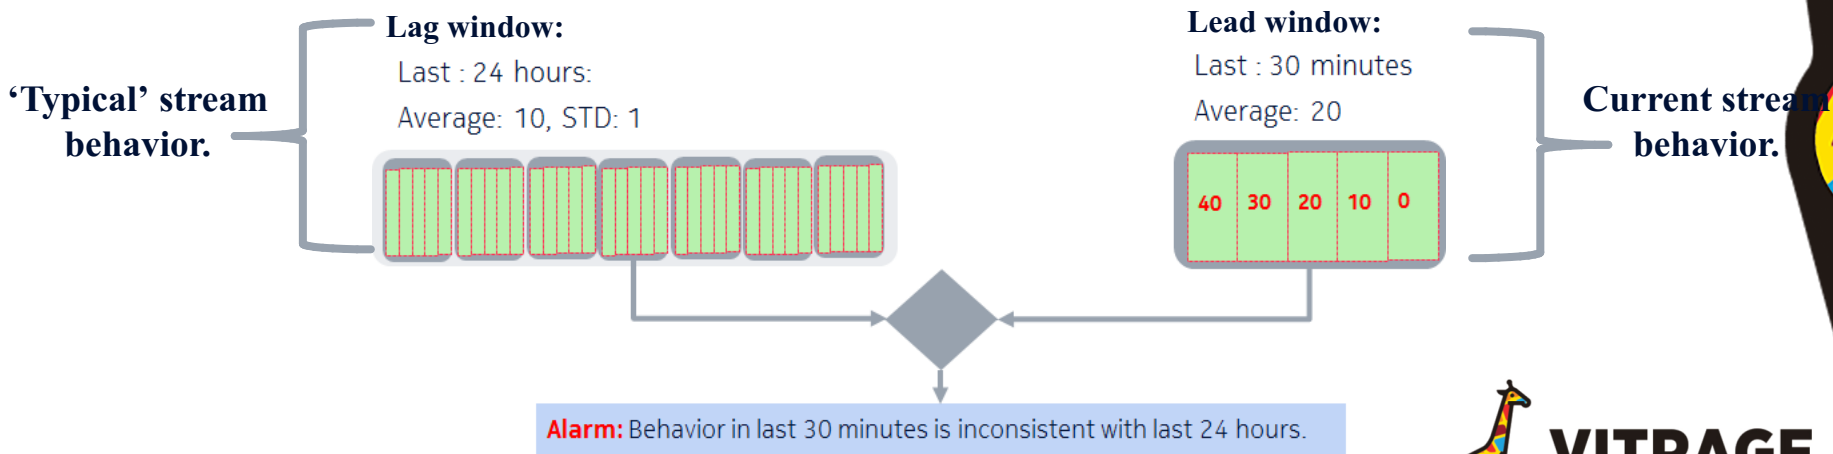 ‘Typical’ stream
behavior.
Lag window:
Last : 24 hours:
Average: 10, STD: 1
Lead window:
Last : 30 minutes
Average: 20
40 30 20 10 0
Current stream
behavior.
Alarm: Behavior in last 30 minutes is inconsistent with last 24 hours.
VITRAGE